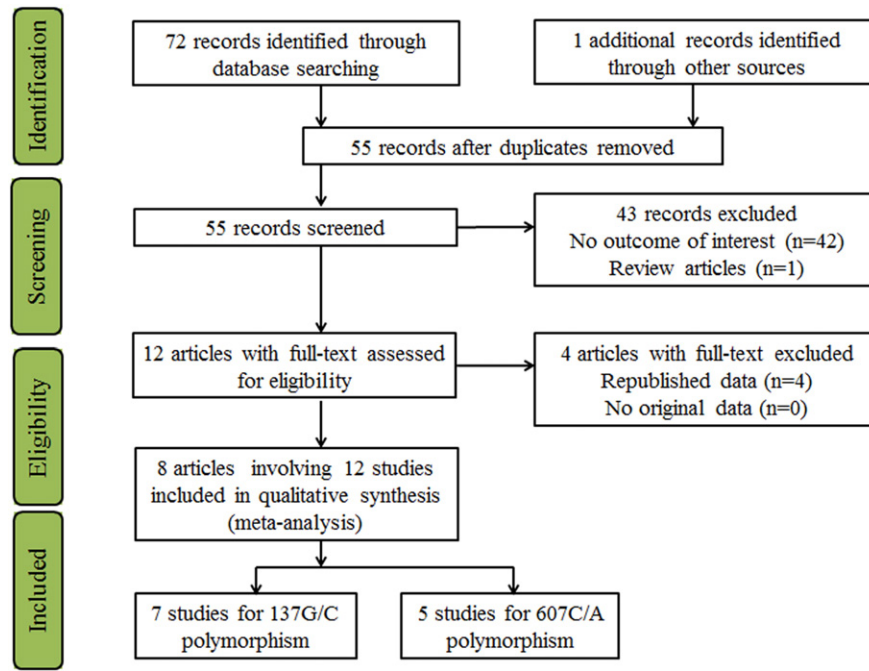 Identification
72 records identified through
database searching
1 additional records identified
through other sources
55 records after duplicates removed
Screening
55 records screened
43 records excluded
No outcome of interest (n=42)
Review articles (n=1)
Eligibility
12 articles with full-text assessed
for eligibility
4 articles with full-text excluded
Republished data (n=4)
No original data (n=0)
8 articles involving 12 studies
included in qualitative synthesis
(meta-analysis)
Included
7 studies for 137G/C
polymorphism
5 studies for 607C/A
polymorphism